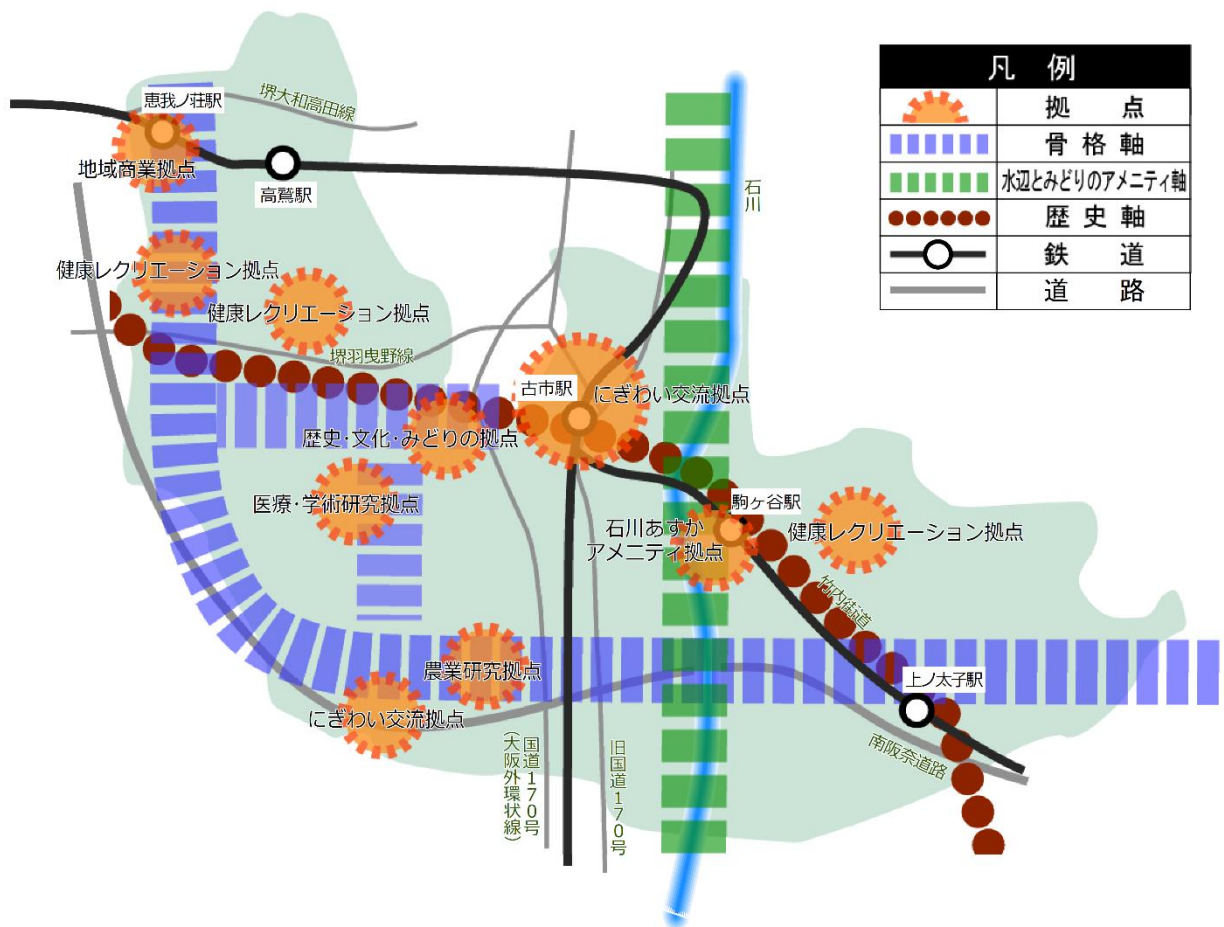 凡例
拠点
骨格軸
水辺とみどりのアメニティ軸
歴史軸
鉄道
道路
恵我ノ荘駅
堺大和高田線
地域商業拠点
高鷲駅
石川
健康レクリエーション拠点
健康レクリエーション拠点
堺羽曳野線
古市駅
にぎわい交流拠点
歴史・文化・みどりの拠点
医療・学術研究拠点
駒ヶ谷駅
石川あすか
アメニティ拠点
健康レクリエーション拠点
竹内街道
農業研究拠点
上ノ太子駅
にぎわい交流拠点
南阪奈道路
国道170号
(大阪外環状線)
旧国道170号